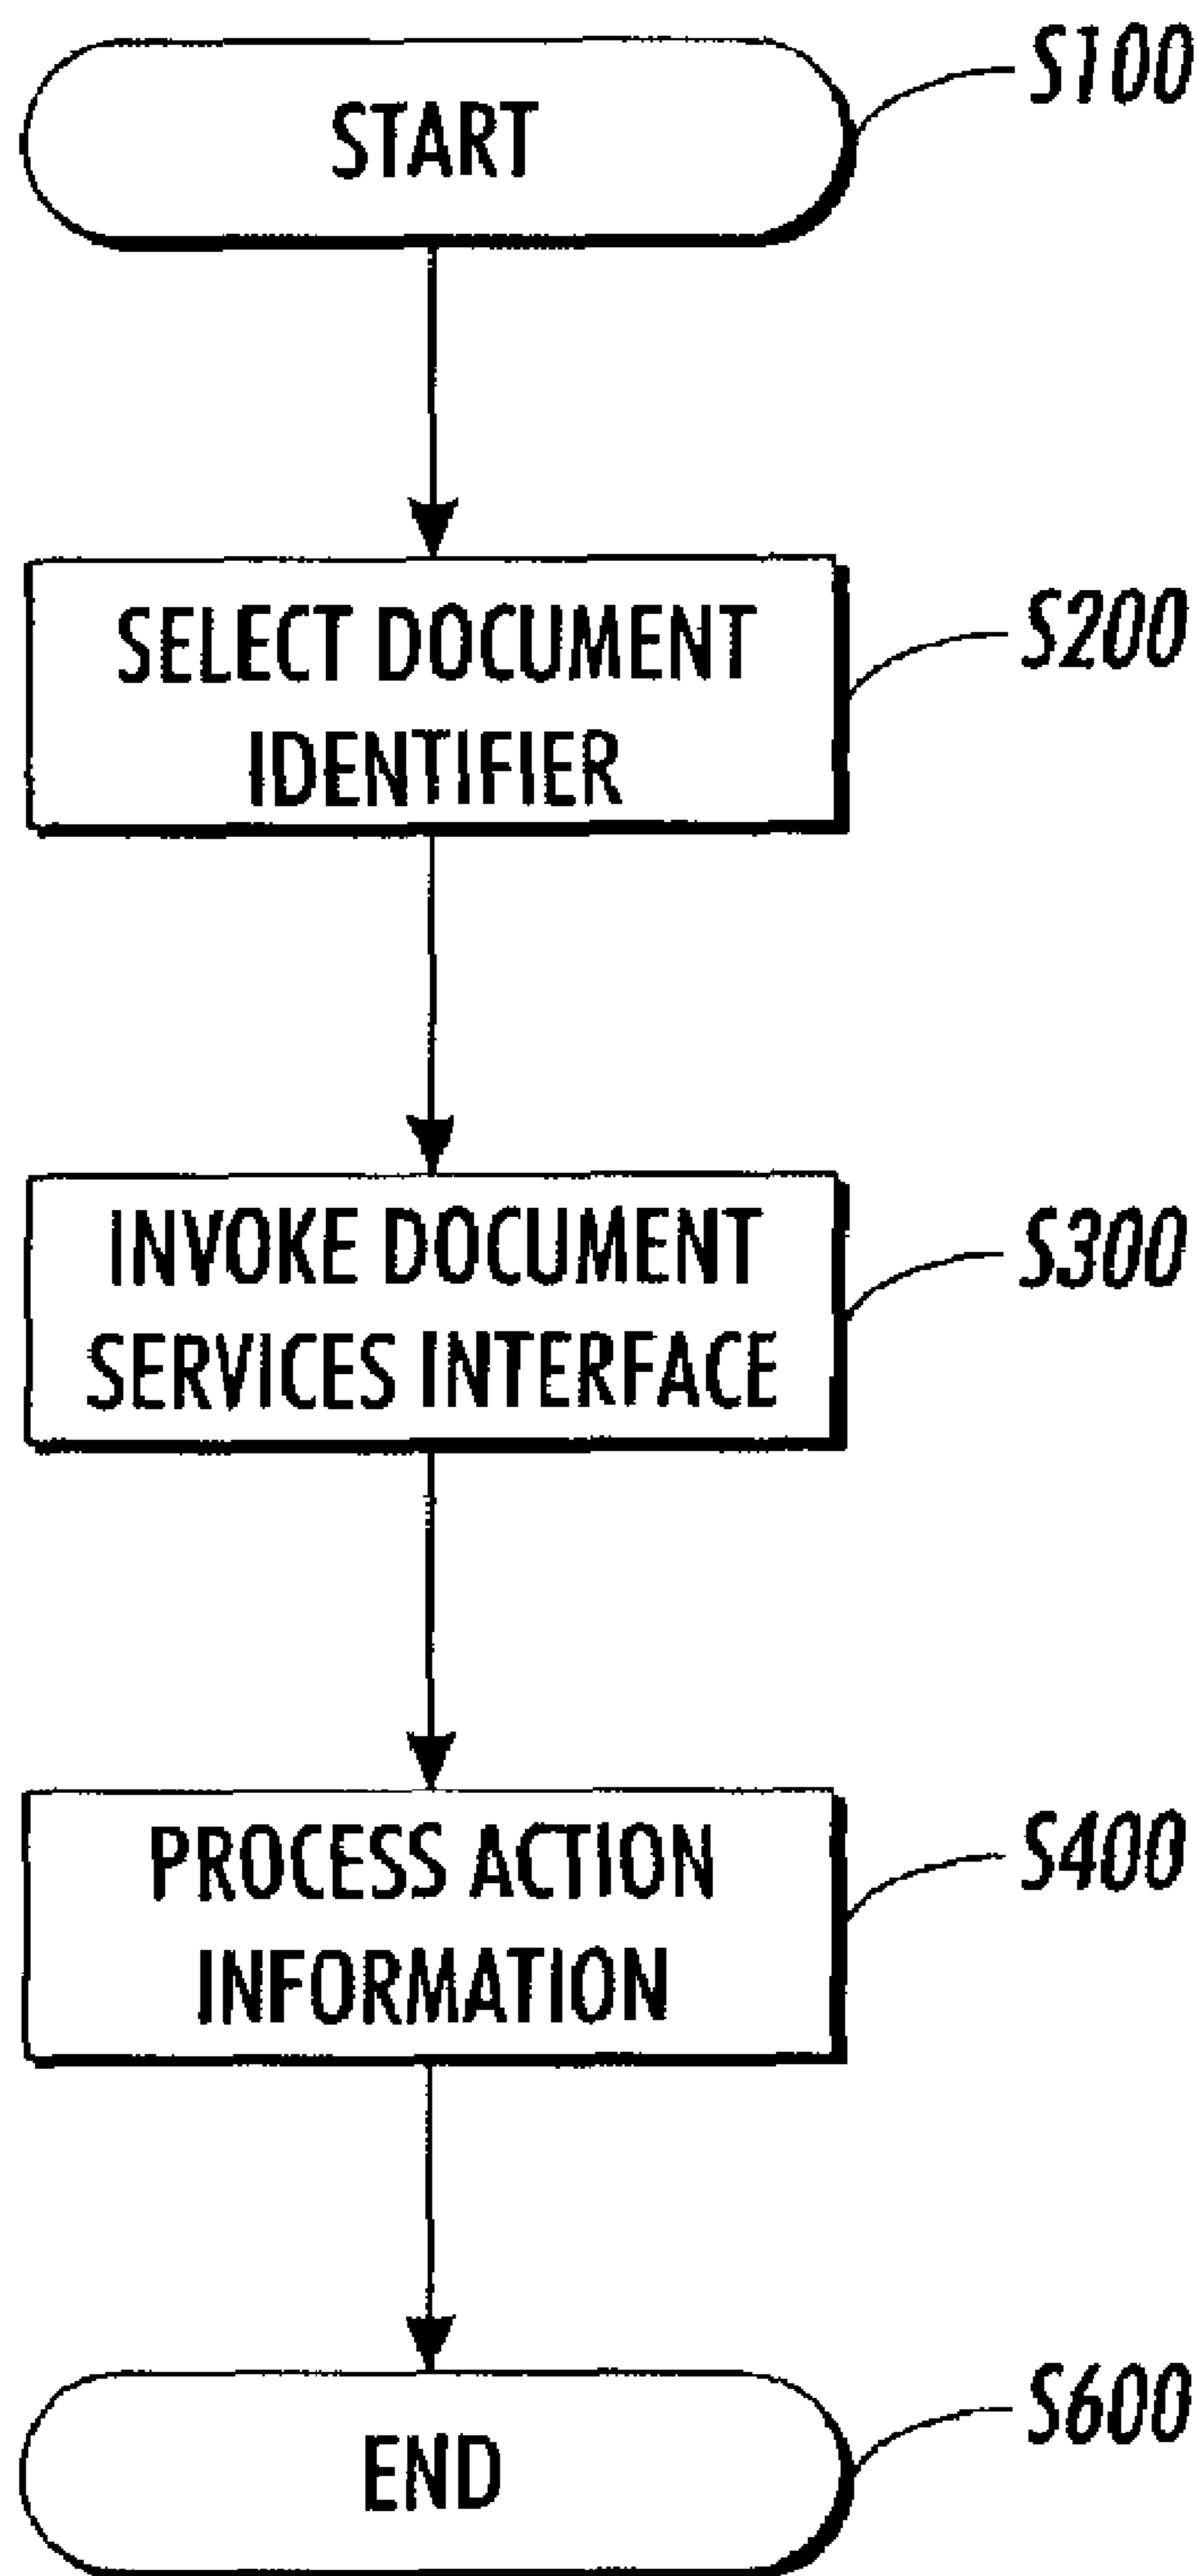 START
S100
SELECT DOCUMENT
IDENTIFIER
S200
INVOKE DOCUMENT
SERVICES INTERFACE
S300
PROCESS ACTION
INFORMATION
S400
END
S600